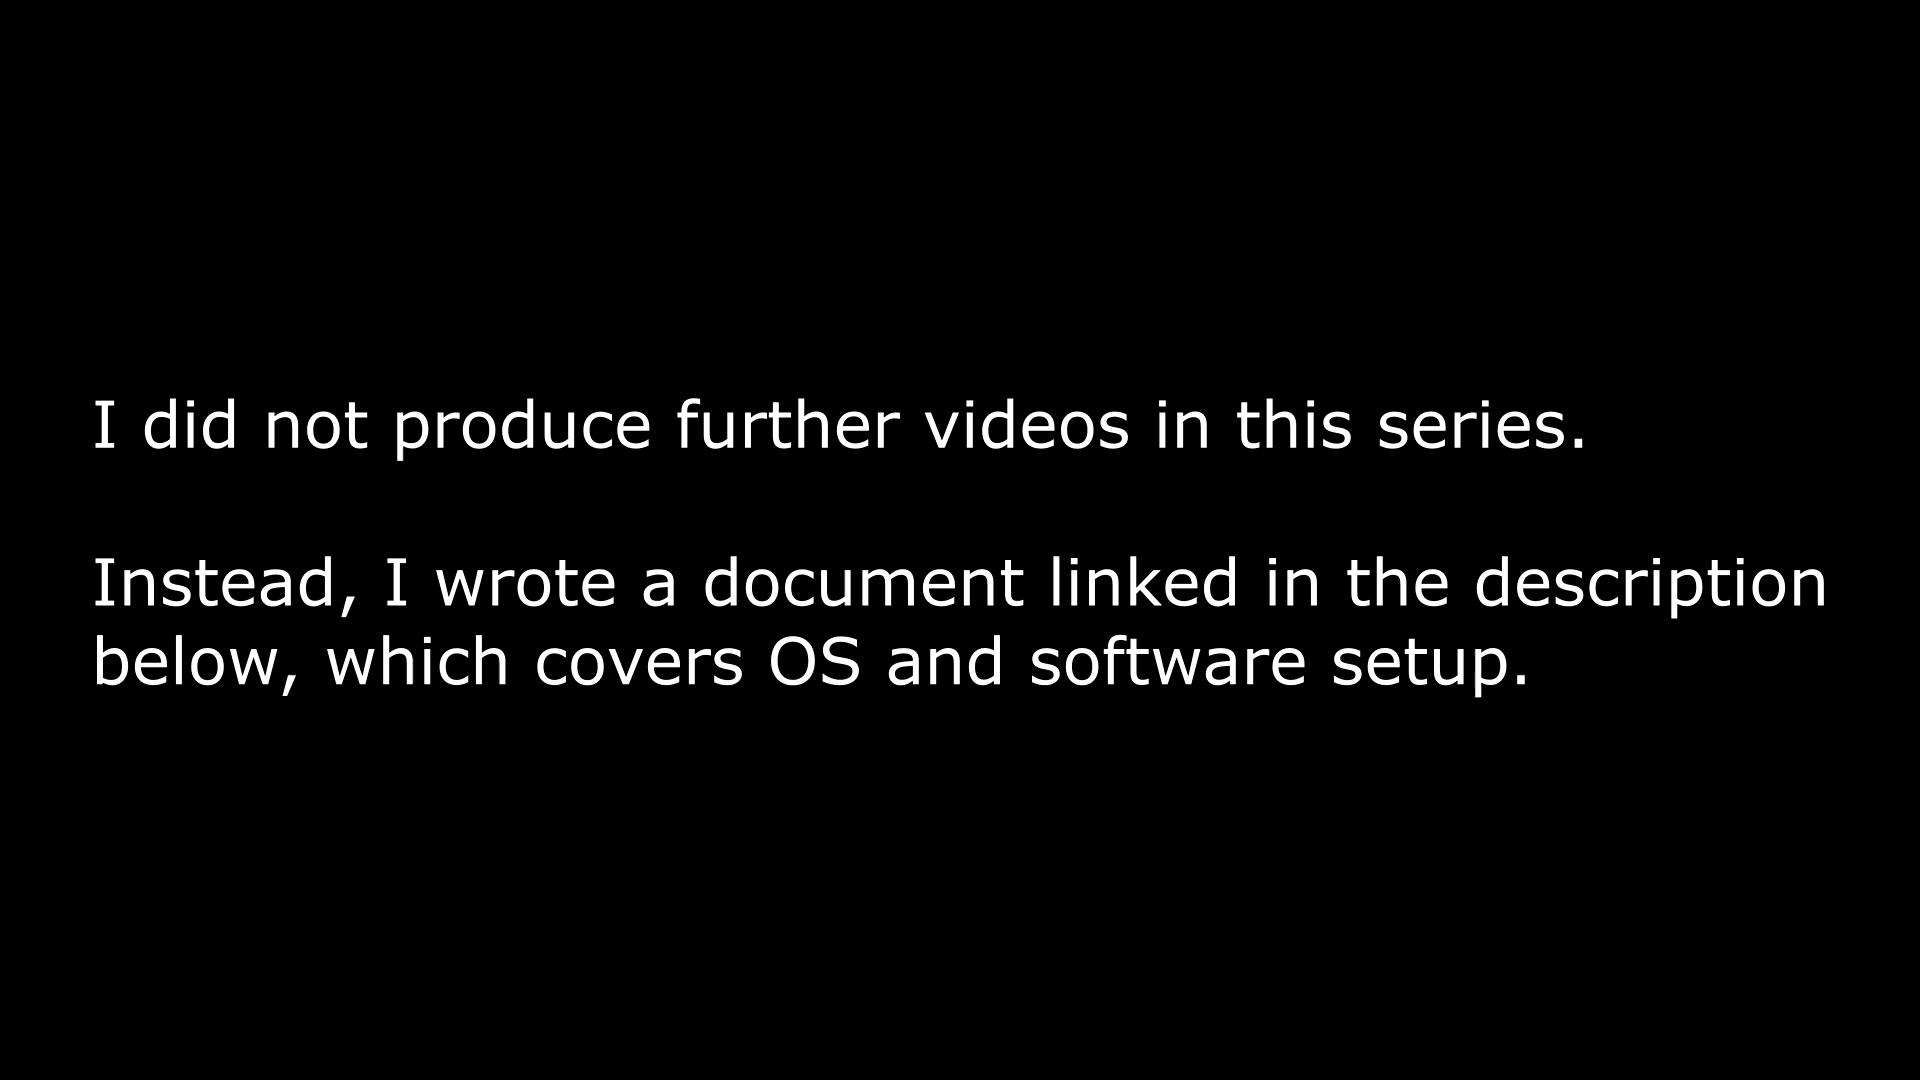 I did not produce further videos in this series.
Instead, I wrote a document linked in the description
below, which covers OS and software setup.